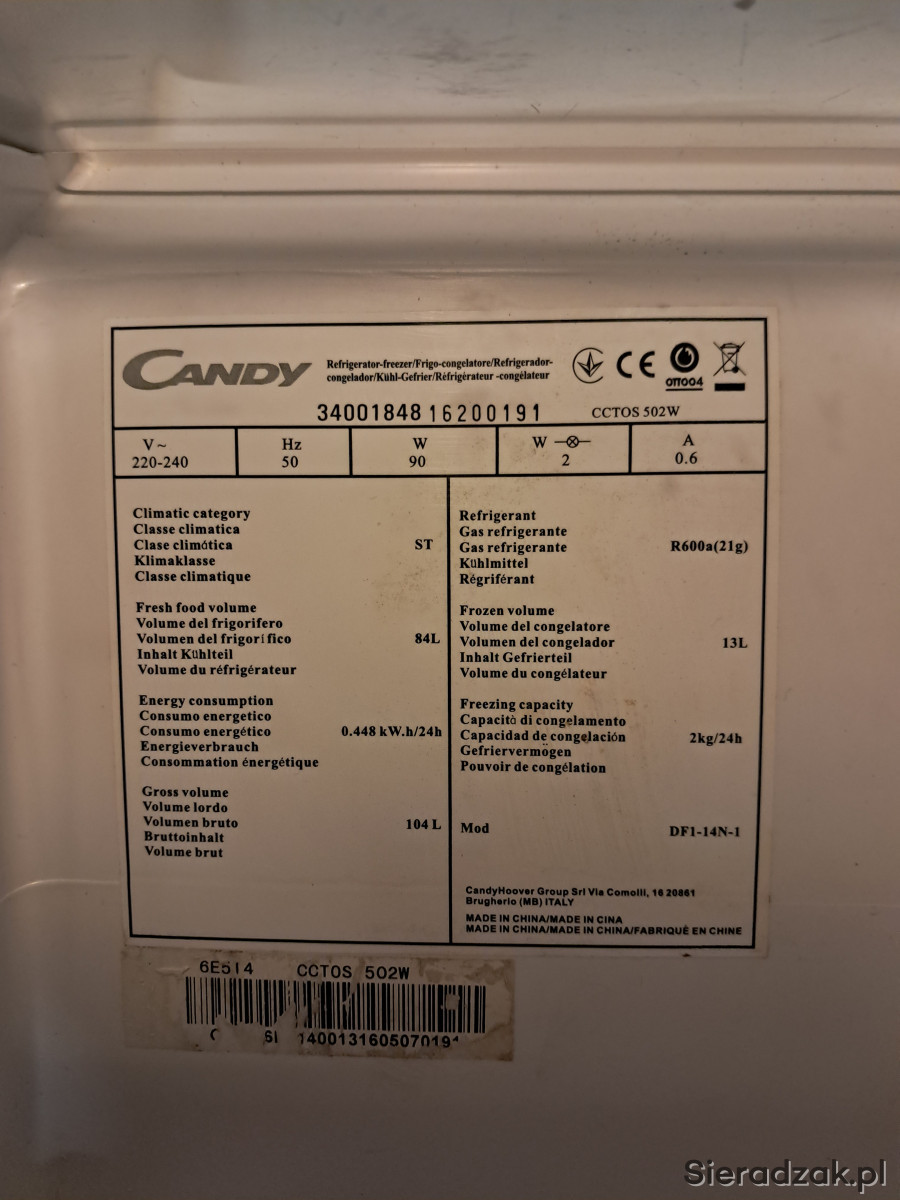 CANDY
Refrigerator-freezer/Frigo-congelatore/Refrigerador-
congelador/Kühl-Gefrier/Réfrigérateur -congélateur
OTT004
34001848 16200191 CCTOS 502W
V~ Hz W W A
220-240 50 90 2 0.6
Climatic category
Classe climatica
Clase climótica ST
Klimaklasse
Classe climatique
Fresh food volume
Volume del frigorifero
Volumen del frigorífico 84L
Inhalt Kühlteil
Volume du réfrigérateur
Energy consumption
Consumo energetico
Consumo energético 0.448 kW.h/24h
Energieverbrauch
Consommation énergétique
Gross volume
Volume lordo
Volumen bruto 104 L
Bruttoinhalt
Volume brut
Refrigerant
Gas refrigerante
Gas refrigerante R600a(21g)
Kühlmittel
Régriférant
Frozen volume
Volume del congelatore
Volumen del congelador 13L
Inhalt Gefrierteil
Volume du congélateur
Freezing capacity
Capacitò di congelamento
Capacidad de congelación 2kg/24h
Gefriervermögen
Pouvoir de congélation
Mod DF1-14N-1
CandyHoover Group Srl Via Comolli, 16 20861
Brugherio (MB) ITALY
MADE IN CHINA/MADE IN CINA
MADE IN CHINA/MADE IN CHINA/FABRIQUÉ EN CHINE
6E514 CCTOS 502W
1400131605070194
Sieradzak.pl